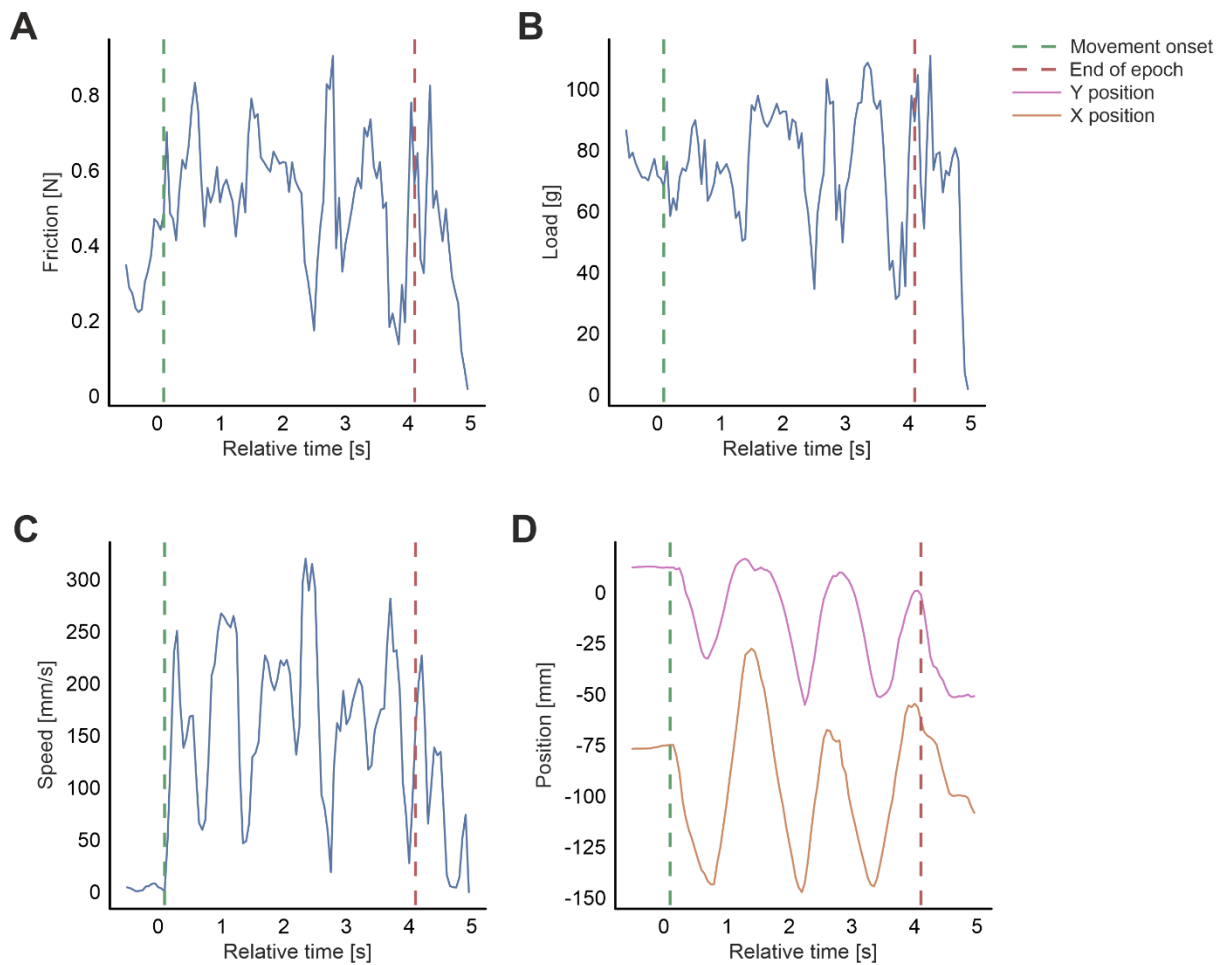 A
Friction [N]
0.8
0.6
0.4
0.2
0
0 1 2 3 4 5
Relative time [s]
B
Load [g]
100
80
60
40
20
0
0 1 2 3 4 5
Relative time [s]
Movement onset
End of epoch
Y position
X position
C
Speed [mm/s]
300
250
200
150
100
50
0
0 1 2 3 4 5
Relative time [s]
D
Position [mm]
0
-25
-50
-75
-100
-125
-150
0 1 2 3 4 5
Relative time [s]